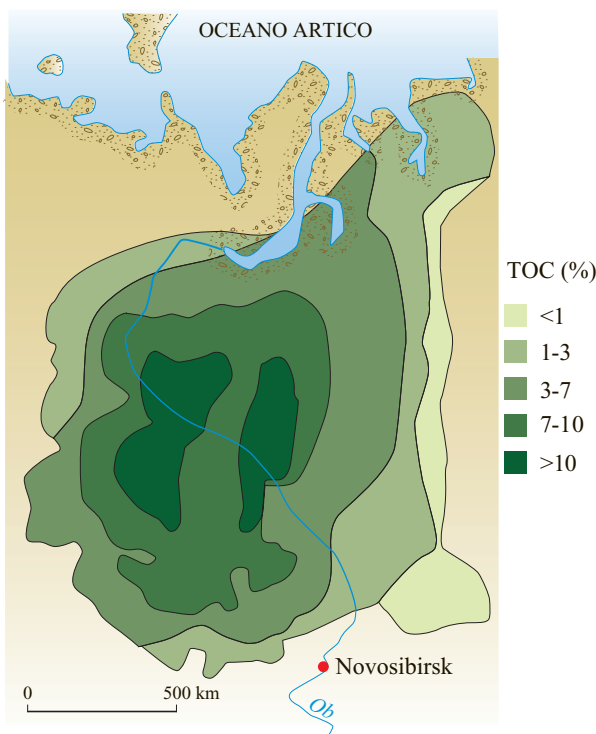 OCEANO ARTICO
TOC (%)
<1
1-3
3-7
7-10
>10
Novosibirsk
0 500 km
Ob